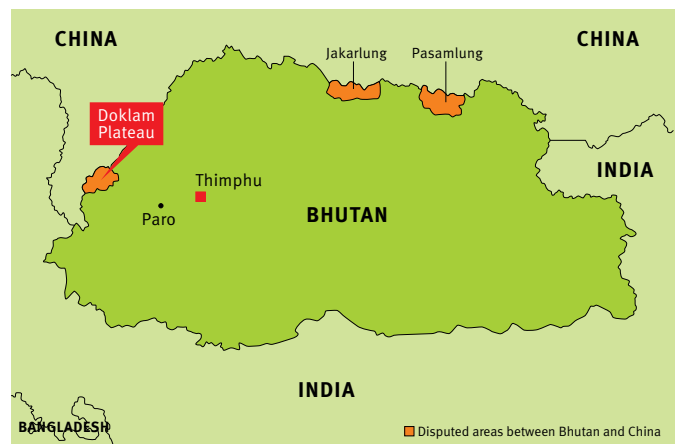 CHINA
CHINA
Jakarlung
Pasamlung
Doklam
Plateau
INDIA
Thimphu
Paro
BHUTAN
INDIA
BANGLADESH
Disputed areas between Bhutan and China